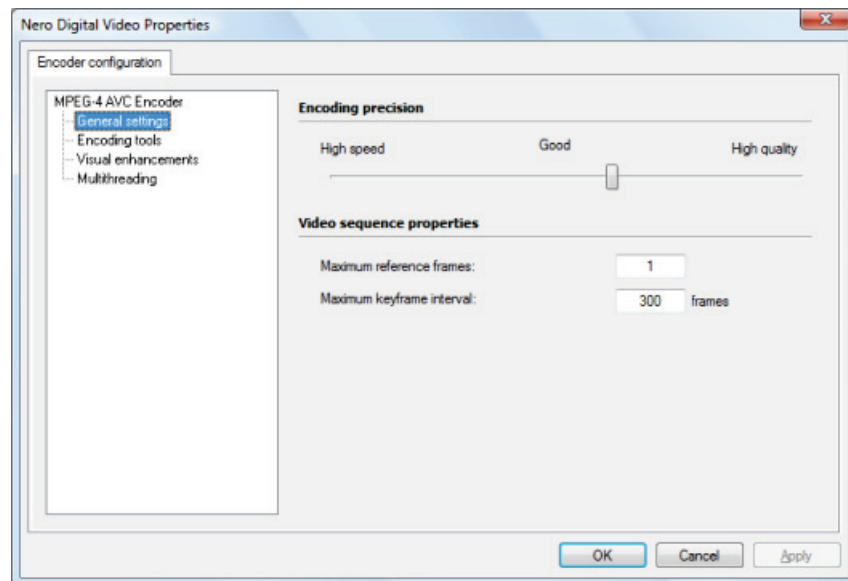 Nero Digital Video Properties
Encoder configuration
MPEG-4 AVC Encoder
General settings
Encoding tools
Visual enhancements
Multithreading
Encoding precision
High speed
Good
High quality
Video sequence properties
Maximum reference frames: 1
Maximum keyframe interval: 300 frames
OK
Cancel
Apply